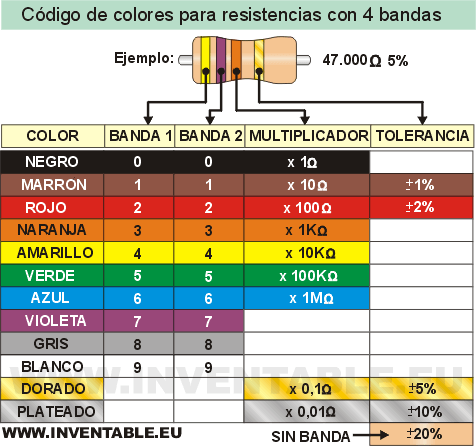 Código de colores para resistencias con 4 bandas
Ejemplo: 47.000Ω 5%
COLOR BANDA 1 BANDA 2 MULTIPLICADOR TOLERANCIA
NEGRO 0 0 x 1Ω
MARRON 1 1 x 10Ω ±1%
ROJO 2 2 x 100Ω ±2%
NARANJA 3 3 x 1KΩ
AMARILLO 4 4 x 10KΩ
VERDE 5 5 x 100KΩ
AZUL 6 6 x 1MΩ
VIOLETA 7 7
GRIS 8 8
BLANCO 9 9
WWW.INVENTABLE.EU
DORADO x 0,1Ω ±5%
PLATEADO x 0,01Ω ±10%
WWW.INVENTABLE.EU SIN BANDA ±20%